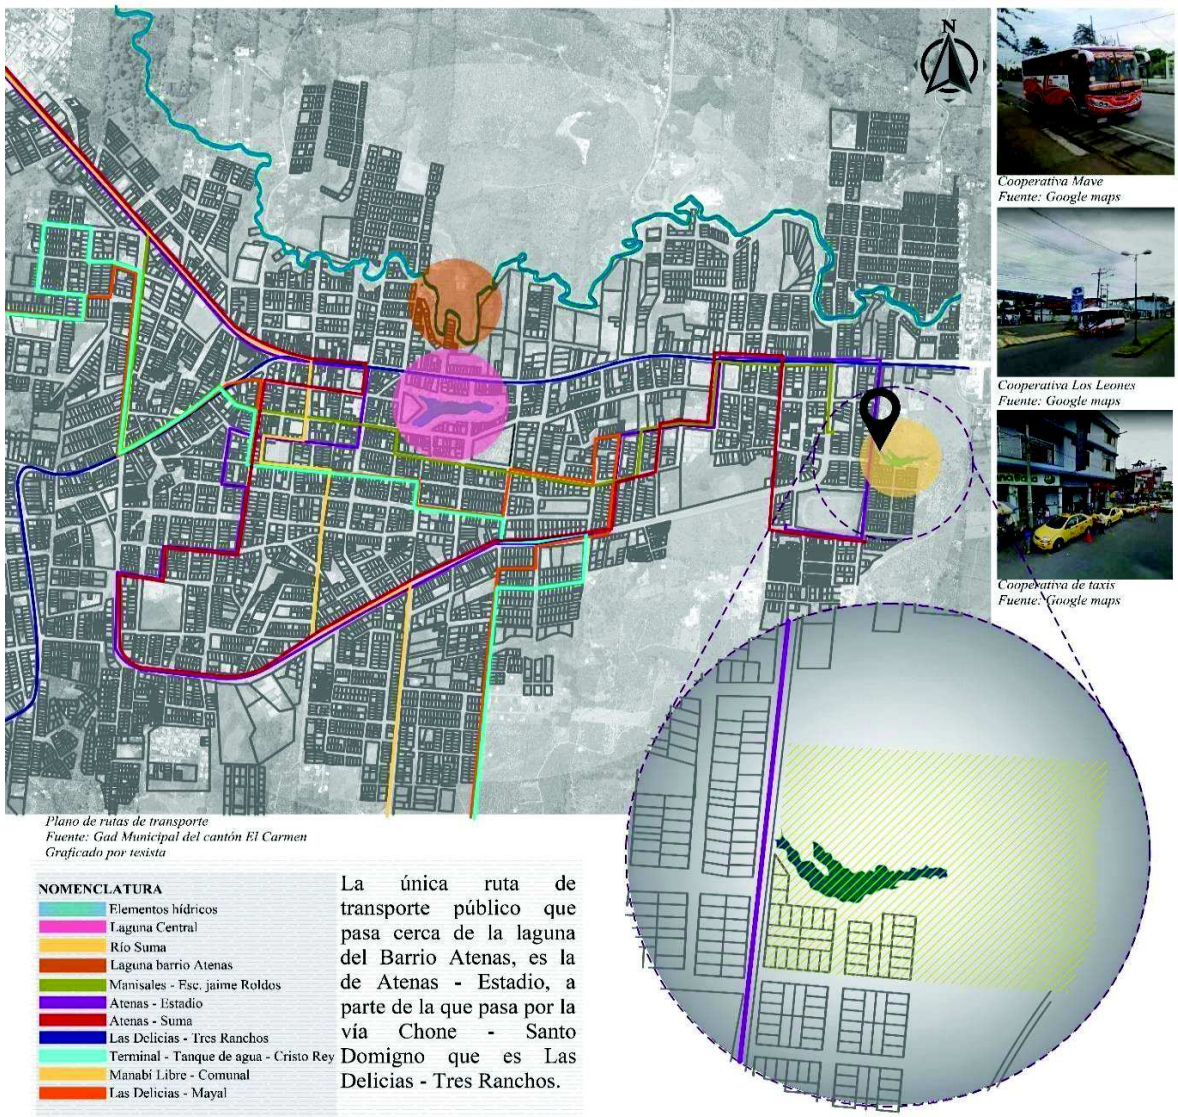 N
Cooperativa Mave
Fuente: Google maps
Cooperativa Los Leones
Fuente: Google maps
Cooperativa de taxis
Fuente: Google maps
Plano de rutas de transporte
Fuente: Gad Municipal del cantón El Carmen
Graficado por tesista
NOMENCLATURA
Elementos hídricos
Laguna Central
Río Suma
Laguna barrio Atenas
Manisales - Esc. jaime Roldos
Atenas - Estadio
Atenas - Suma
Las Delicias - Tres Ranchos
Terminal - Tanque de agua - Cristo Rey
Manabí Libre - Comunal
Las Delicias - Mayal
La única ruta de
transporte público que
pasa cerca de la laguna
del Barrio Atenas, es la
de Atenas - Estadio, a
parte de la que pasa por la
vía Chone - Santo
Domigno que es Las
Delicias - Tres Ranchos.